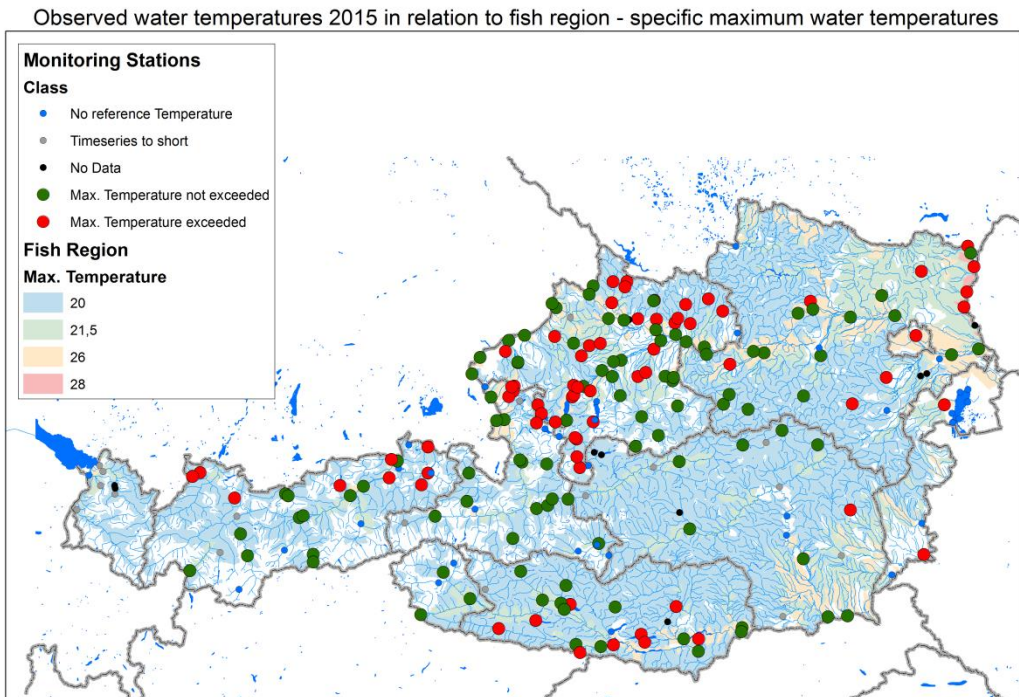 Observed water temperatures 2015 in relation to fish region - specific maximum water temperatures
Monitoring Stations
Class
No reference Temperature
Timeseries to short
No Data
Max. Temperature not exceeded
Max. Temperature exceeded
Fish Region
Max. Temperature
20
21,5
26
28